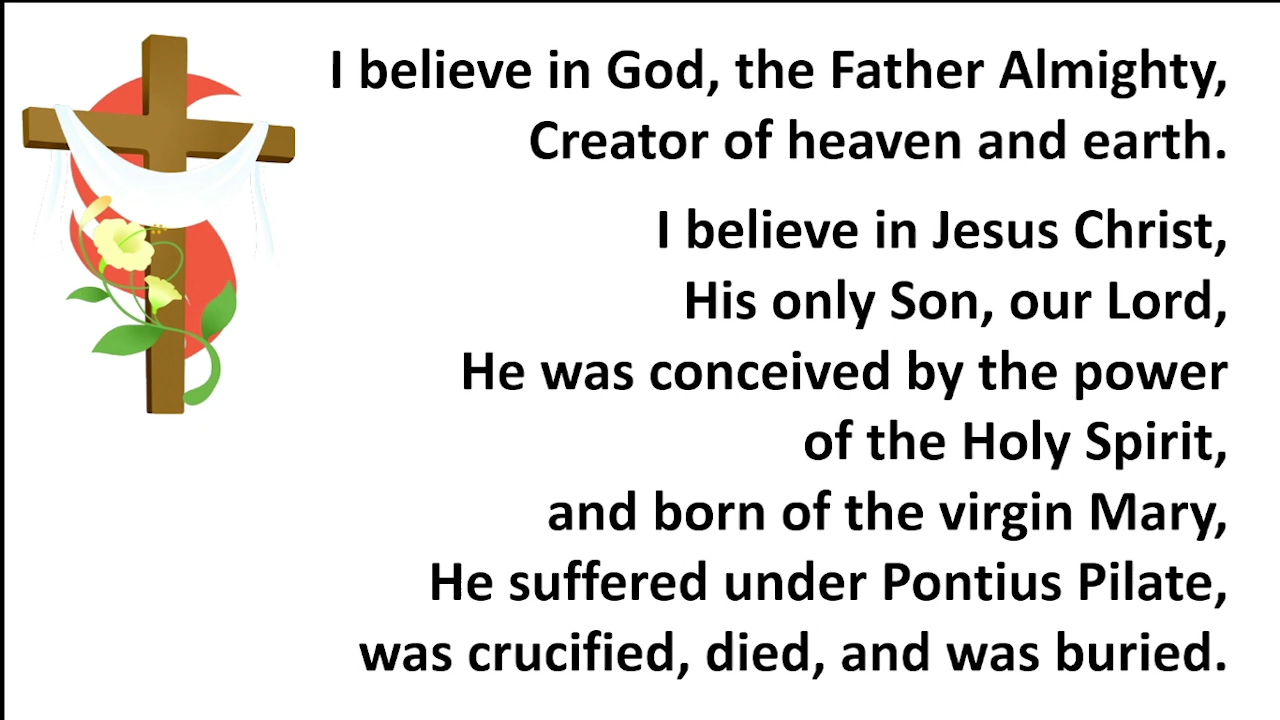 I believe in God, the Father Almighty,
Creator of heaven and earth.
I believe in Jesus Christ,
His only Son, our Lord,
He was conceived by the power
of the Holy Spirit,
and born of the virgin Mary,
He suffered under Pontius Pilate,
was crucified, died, and was buried.